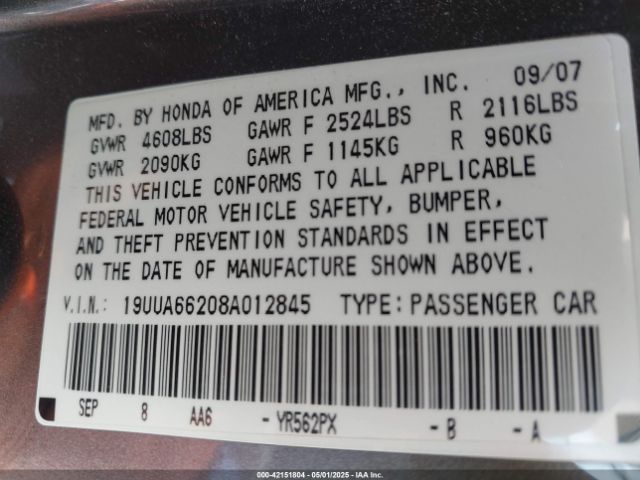 MFD. BY HONDA OF AMERICA MFG., INC. 09/07
GVWR 4608LBS GAWR F 2524LBS R 2116LBS
GVWR 2090KG GAWR F 1145KG R 960KG
THIS VEHICLE CONFORMS TO ALL APPLICABLE
FEDERAL MOTOR VEHICLE SAFETY, BUMPER,
AND THEFT PREVENTION STANDARDS IN EFFECT
ON THE DATE OF MANUFACTURE SHOWN ABOVE.
V.I.N.: 19UUA66208A012845 TYPE: PASSENGER CAR
SEP 8 AA6 - YR562PX - B - A
000-42151804 | 05/01/2025 - IAA Inc.